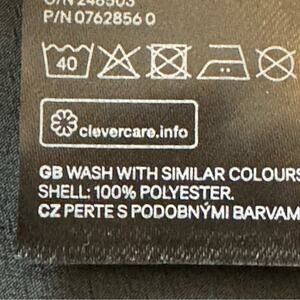 P/N 0762856 0
40
clevercare.info
GB WASH WITH SIMILAR COLOURS
SHELL: 100% POLYESTER.
CZ PERTE S PODOBNÝMI BARVAM